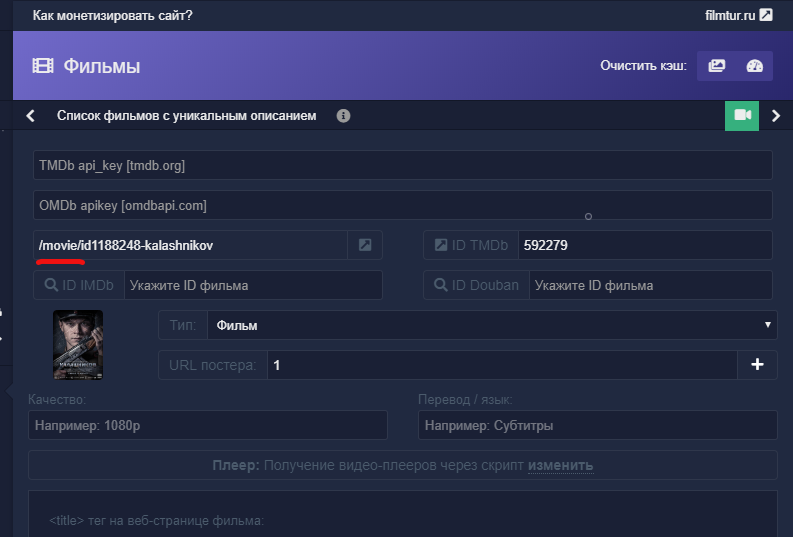 Как монетизировать сайт? filmtur.ru
Фильмы Очистить кэш:
Список фильмов с уникальным описанием
TMDb api_key [tmdb.org]
OMDb apikey [omdbapi.com]
/movie/id1188248-kalashnikov ID TMDb 592279
ID IMDb Укажите ID фильма ID Douban Укажите ID фильма
Тип: Фильм
URL постера: 1
Качество: Перевод / язык:
Например: 1080p Например: Субтитры
Плеер: Получение видео-плееров через скрипт изменить
<title> тег на веб-странице фильма: